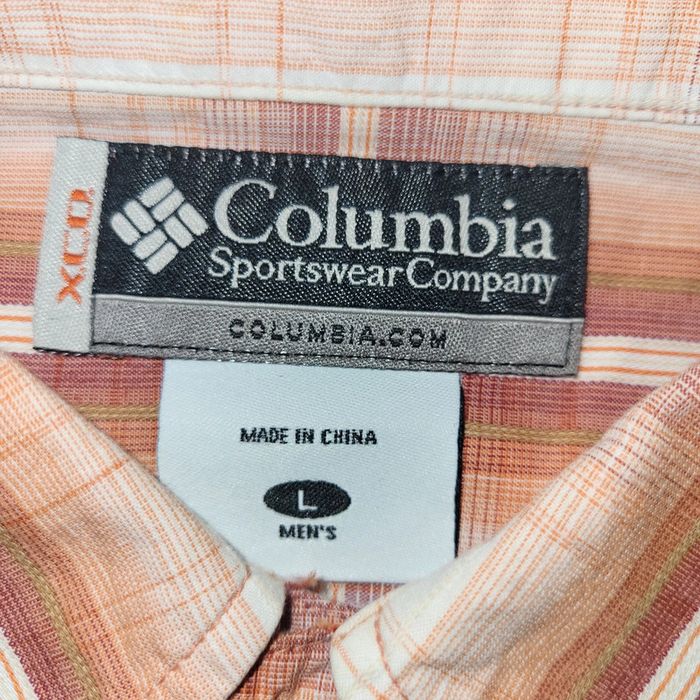 XCO
Columbia
Sportswear Company
COLUMBIA.COM
MADE IN CHINA
L
MEN'S